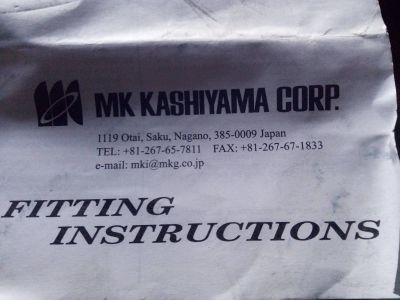 MK KASHIYAMA CORP.
1119 Otai, Saku, Nagano, 385-0009 Japan
TEL: +81-267-65-7811 FAX: +81-267-67-1833
e-mail: mki@mkg.co.jp
FITTING
INSTRUCTIONS